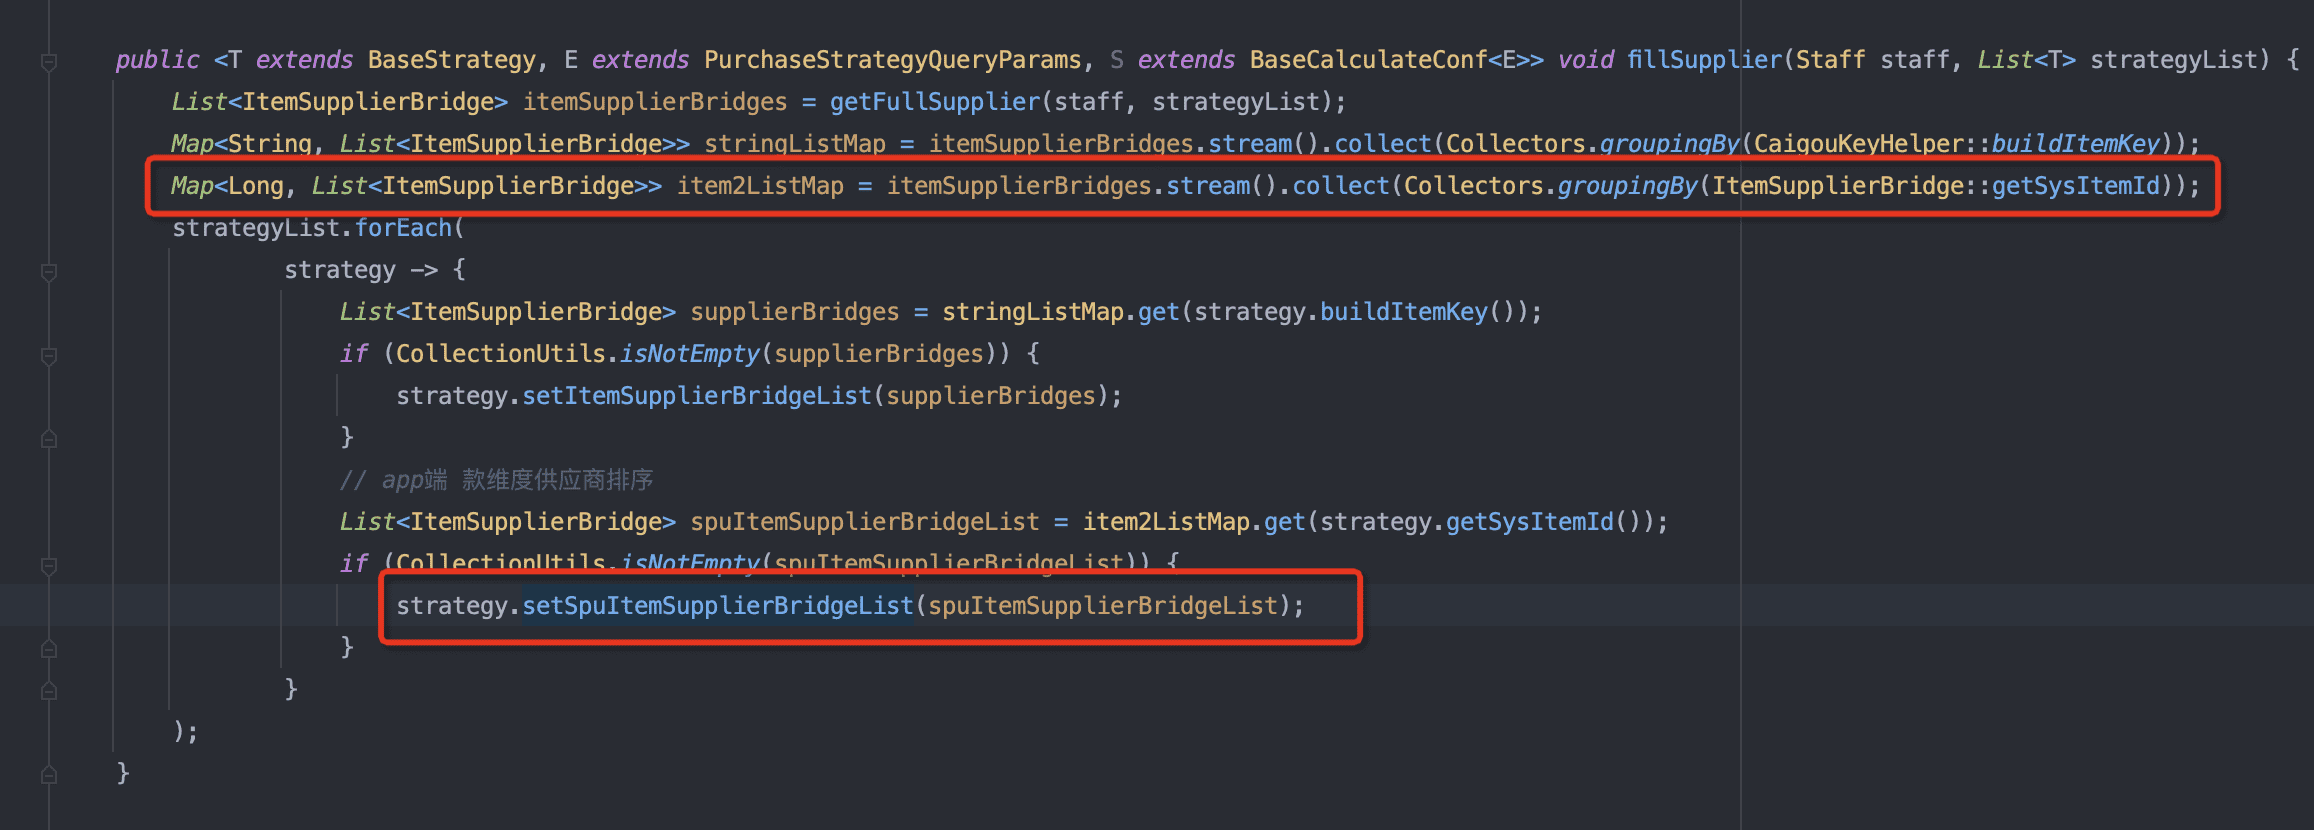 public <T extends BaseStrategy, E extends PurchaseStrategyQueryParams, S extends BaseCalculateConf<E>> void fillSupplier(Staff staff, List<T> strategyList) {
List<ItemSupplierBridge> itemSupplierBridges = getFullSupplier(staff, strategyList);
Map<String, List<ItemSupplierBridge>> stringListMap = itemSupplierBridges.stream().collect(Collectors.groupingBy(CaigouKeyHelper::buildItemKey));
Map<Long, List<ItemSupplierBridge>> item2ListMap = itemSupplierBridges.stream().collect(Collectors.groupingBy(ItemSupplierBridge::getSysItemId));
strategyList.forEach(
strategy -> {
List<ItemSupplierBridge> supplierBridges = stringListMap.get(strategy.buildItemKey());
if (CollectionUtils.isNotEmpty(supplierBridges)) {
strategy.setItemSupplierBridgeList(supplierBridges);
}
// app端 款维度供应商排序
List<ItemSupplierBridge> spuItemSupplierBridgeList = item2ListMap.get(strategy.getSysItemId());
if (CollectionUtils.isNotEmpty(spuItemSupplierBridgeList)) {
strategy.setSpuItemSupplierBridgeList(spuItemSupplierBridgeList);
}
}
);
}